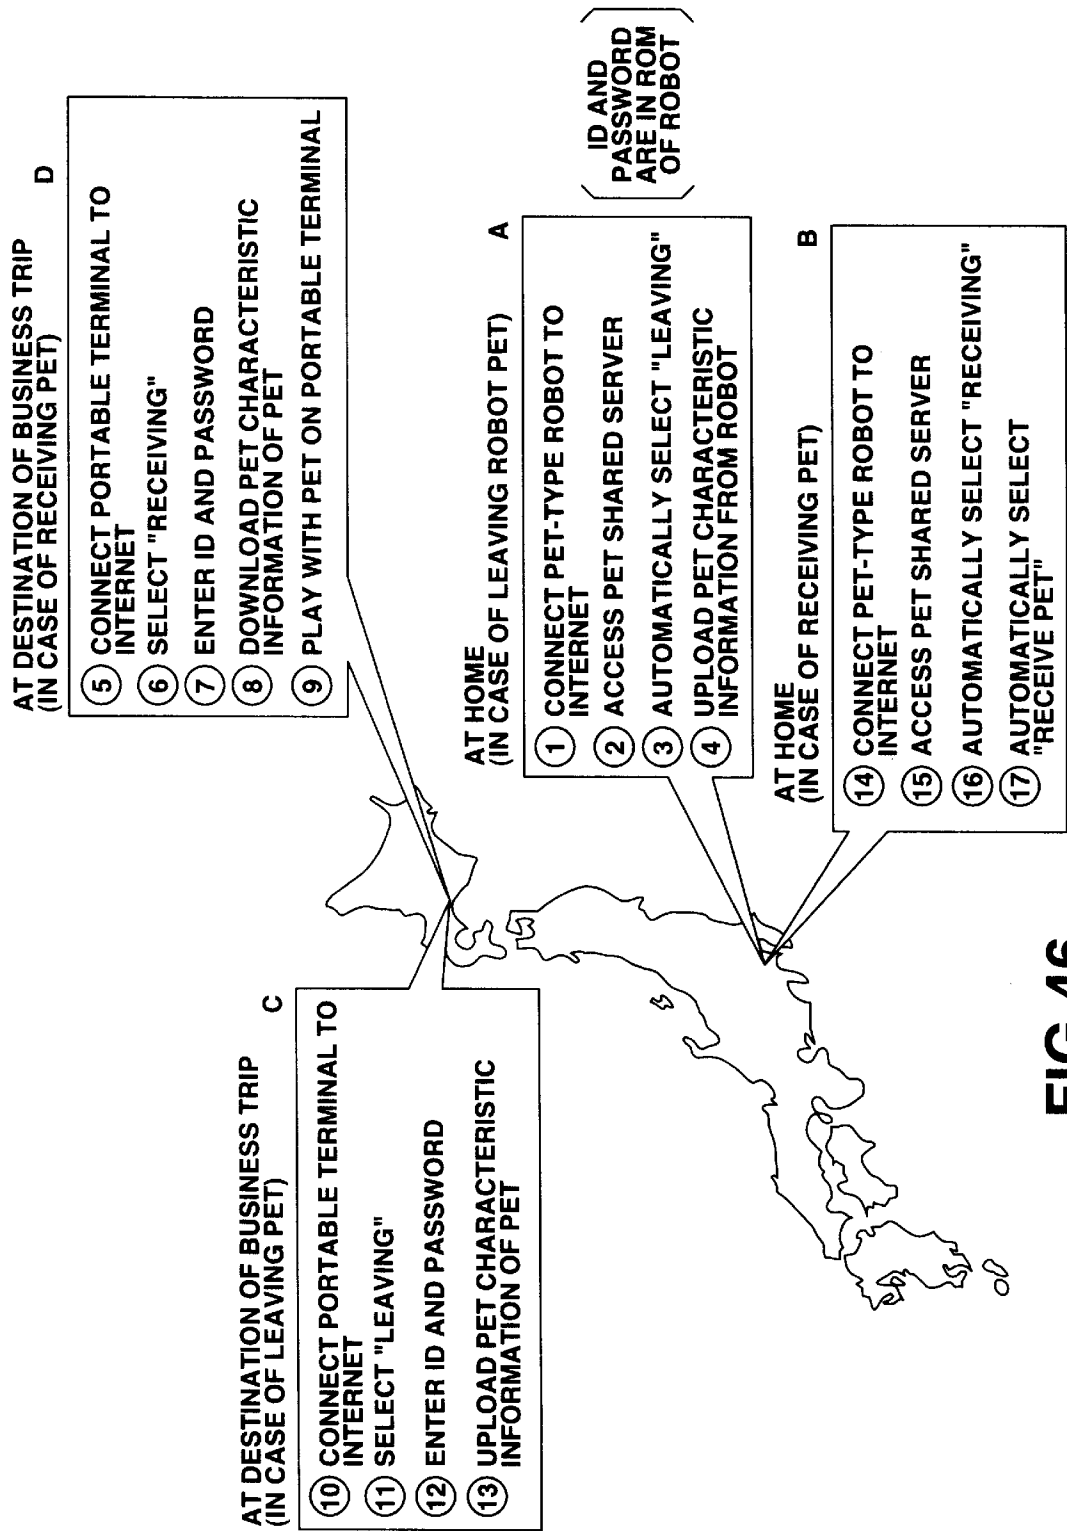 AT DESTINATION OF BUSINESS TRIP
(IN CASE OF LEAVING PET)
C
10 CONNECT PORTABLE TERMINAL TO
INTERNET
11 SELECT "LEAVING"
12 ENTER ID AND PASSWORD
13 UPLOAD PET CHARACTERISTIC
INFORMATION OF PET
AT DESTINATION OF BUSINESS TRIP
(IN CASE OF RECEIVING PET)
D
5 CONNECT PORTABLE TERMINAL TO
INTERNET
6 SELECT "RECEIVING"
7 ENTER ID AND PASSWORD
8 DOWNLOAD PET CHARACTERISTIC
INFORMATION OF PET
9 PLAY WITH PET ON PORTABLE TERMINAL
AT HOME
(IN CASE OF LEAVING ROBOT PET)
A
1 CONNECT PET-TYPE ROBOT TO
INTERNET
2 ACCESS PET SHARED SERVER
3 AUTOMATICALLY SELECT "LEAVING"
4 UPLOAD PET CHARACTERISTIC
INFORMATION FROM ROBOT
ID AND
PASSWORD
ARE IN ROM
OF ROBOT
AT HOME
(IN CASE OF RECEIVING PET)
B
14 CONNECT PET-TYPE ROBOT TO
INTERNET
15 ACCESS PET SHARED SERVER
16 AUTOMATICALLY SELECT "RECEIVING"
17 AUTOMATICALLY SELECT
"RECEIVE PET"
FIG.46